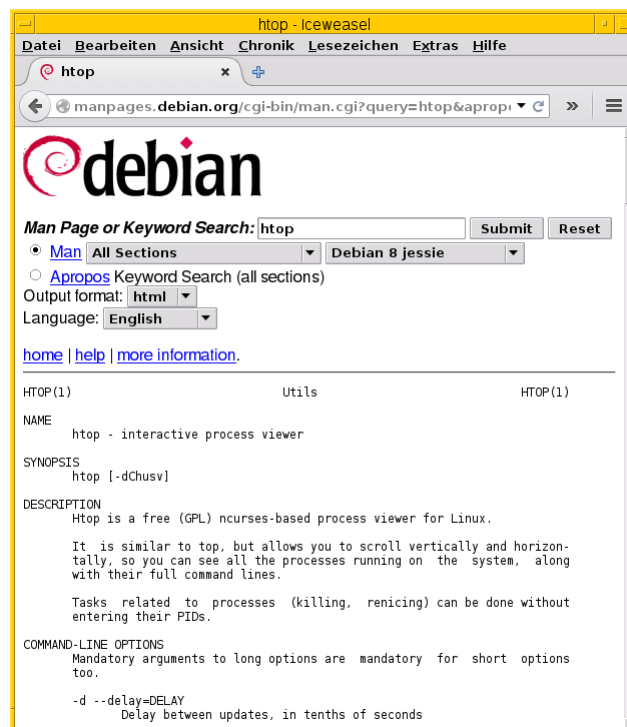 htop - Iceweasel
Datei Bearbeiten Ansicht Chronik Lesezeichen Extras Hilfe
htop
manpages.debian.org/cgi-bin/man.cgi?query=htop&apropo
debian
Man Page or Keyword Search: htop Submit Reset
Man All Sections Debian 8 jessie
Apropos Keyword Search (all sections)
Output format: html
Language: English
home | help | more information.
HTOP(1) Utils HTOP(1)
NAME
htop - interactive process viewer
SYNOPSIS
htop [-dChusv]
DESCRIPTION
Htop is a free (GPL) ncurses-based process viewer for Linux.
It is similar to top, but allows you to scroll vertically and horizon-
tally, so you can see all the processes running on the system, along
with their full command lines.
Tasks related to processes (killing, renicing) can be done without
entering their PIDs.
COMMAND-LINE OPTIONS
Mandatory arguments to long options are mandatory for short options
too.
-d --delay=DELAY
Delay between updates, in tenths of seconds